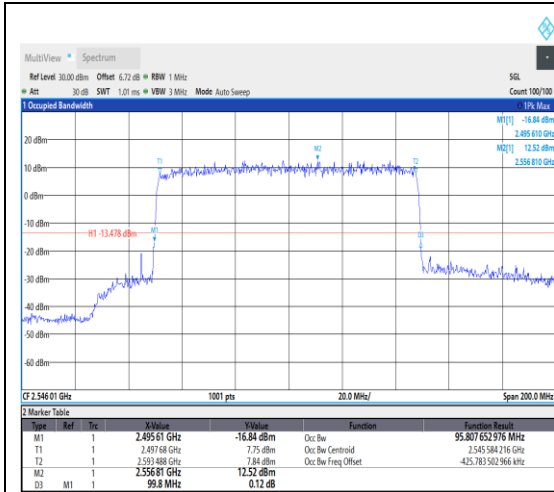 MultiView Spectrum
Ref Level 30.00 dBm Offset 6.72 dB RBW 1 MHz SGL
Att 30 dB SWT 1.01 ms VBW 3 MHz Mode Auto Sweep Count 100/100
1 Occupied Bandwidth 1Pk Max
M1[1] -16.84 dBm
2.495 610 GHz
M2[1] 12.52 dBm
2.556 810 GHz
20 dBm
T1 M2 T2
10 dBm
0 dBm
-10 dBm
H1 -13.478 dBm M1 D3
-20 dBm
-30 dBm
-40 dBm
-50 dBm
-60 dBm
CF 2.546 01 GHz 1001 pts 20.0 MHz/ Span 200.0 MHz
2 Marker Table
Type Ref Trc X-Value Y-Value Function Function Result
M1 1 2.495 61 GHz -16.84 dBm Occ Bw 95.807 652 976 MHz
T1 1 2.497 68 GHz 7.75 dBm Occ Bw Centroid 2.545 584 216 GHz
T2 1 2.593 488 GHz 7.84 dBm Occ Bw Freq Offset -425.783 502 966 kHz
M2 1 2.556 81 GHz 12.52 dBm
D3 M1 1 99.8 MHz 0.12 dB